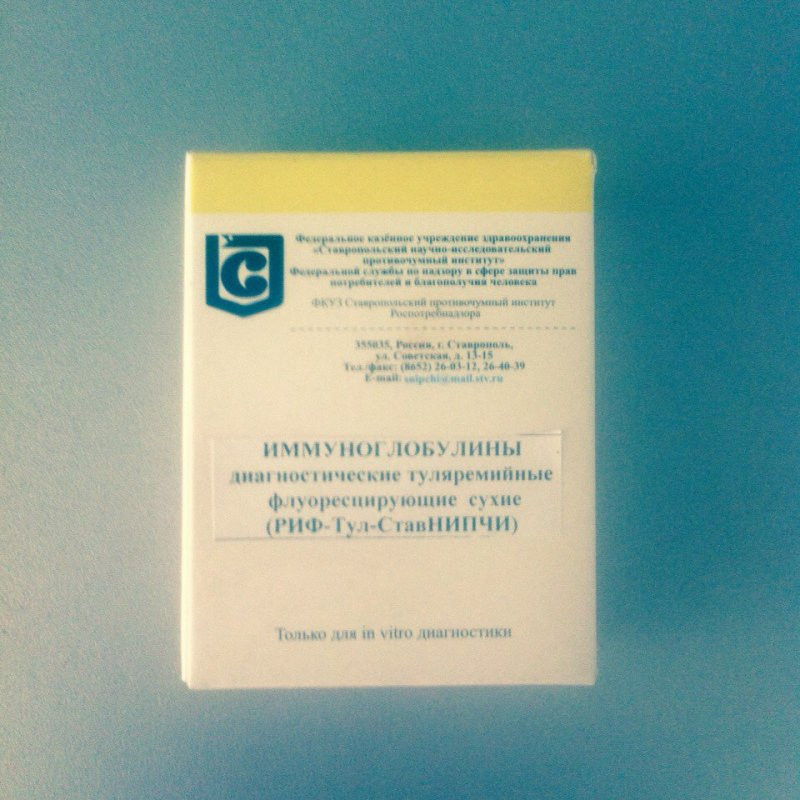 Федеральное казённое учреждение здравоохранения
«Ставропольский научно-исследовательский
противочумный институт»
Федеральной службы по надзору в сфере защиты прав
потребителей и благополучия человека
ФКУЗ Ставропольский противочумный институт
Роспотребнадзора
355035, Россия, г. Ставрополь,
ул. Советская, д. 13-15
Тел./факс: (8652) 26-03-12, 26-40-39
E-mail: snipchi@mail.stv.ru
ИММУНОГЛОБУЛИНЫ
диагностические туляремийные
флуоресцирующие сухие
(РИФ-Тул-СтавНИПЧИ)
Только для in vitro диагностики